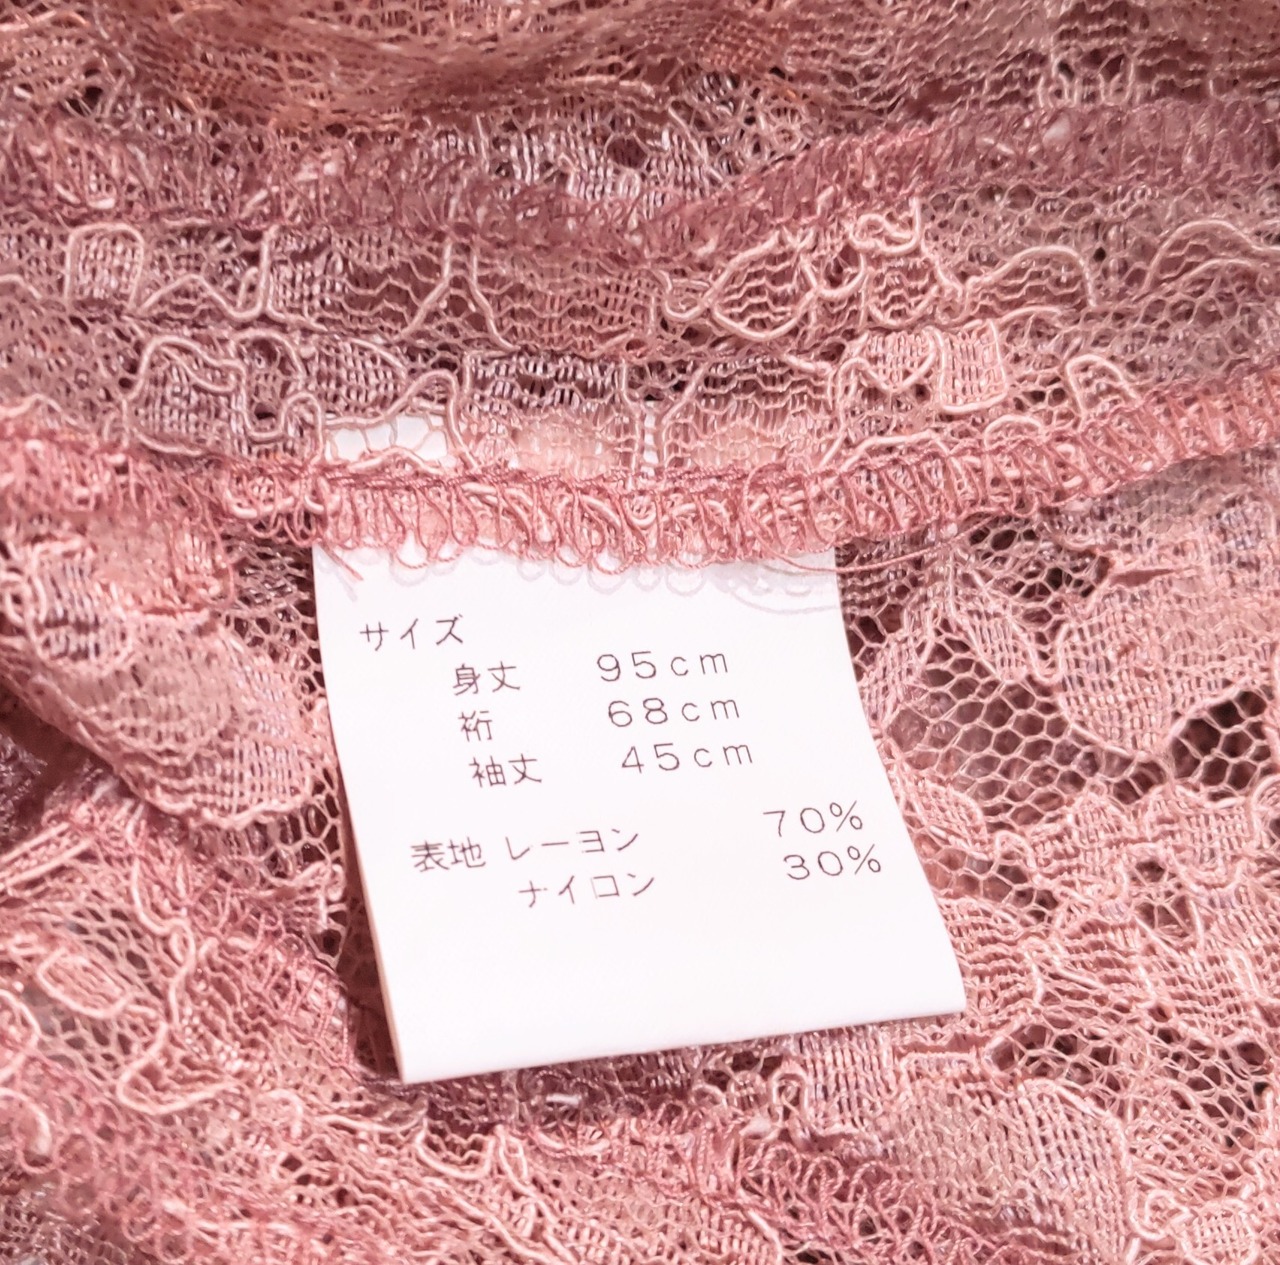 サイズ
身丈 95cm
裄 68cm
袖丈 45cm
表地 レーヨン 70%
ナイロン 30%